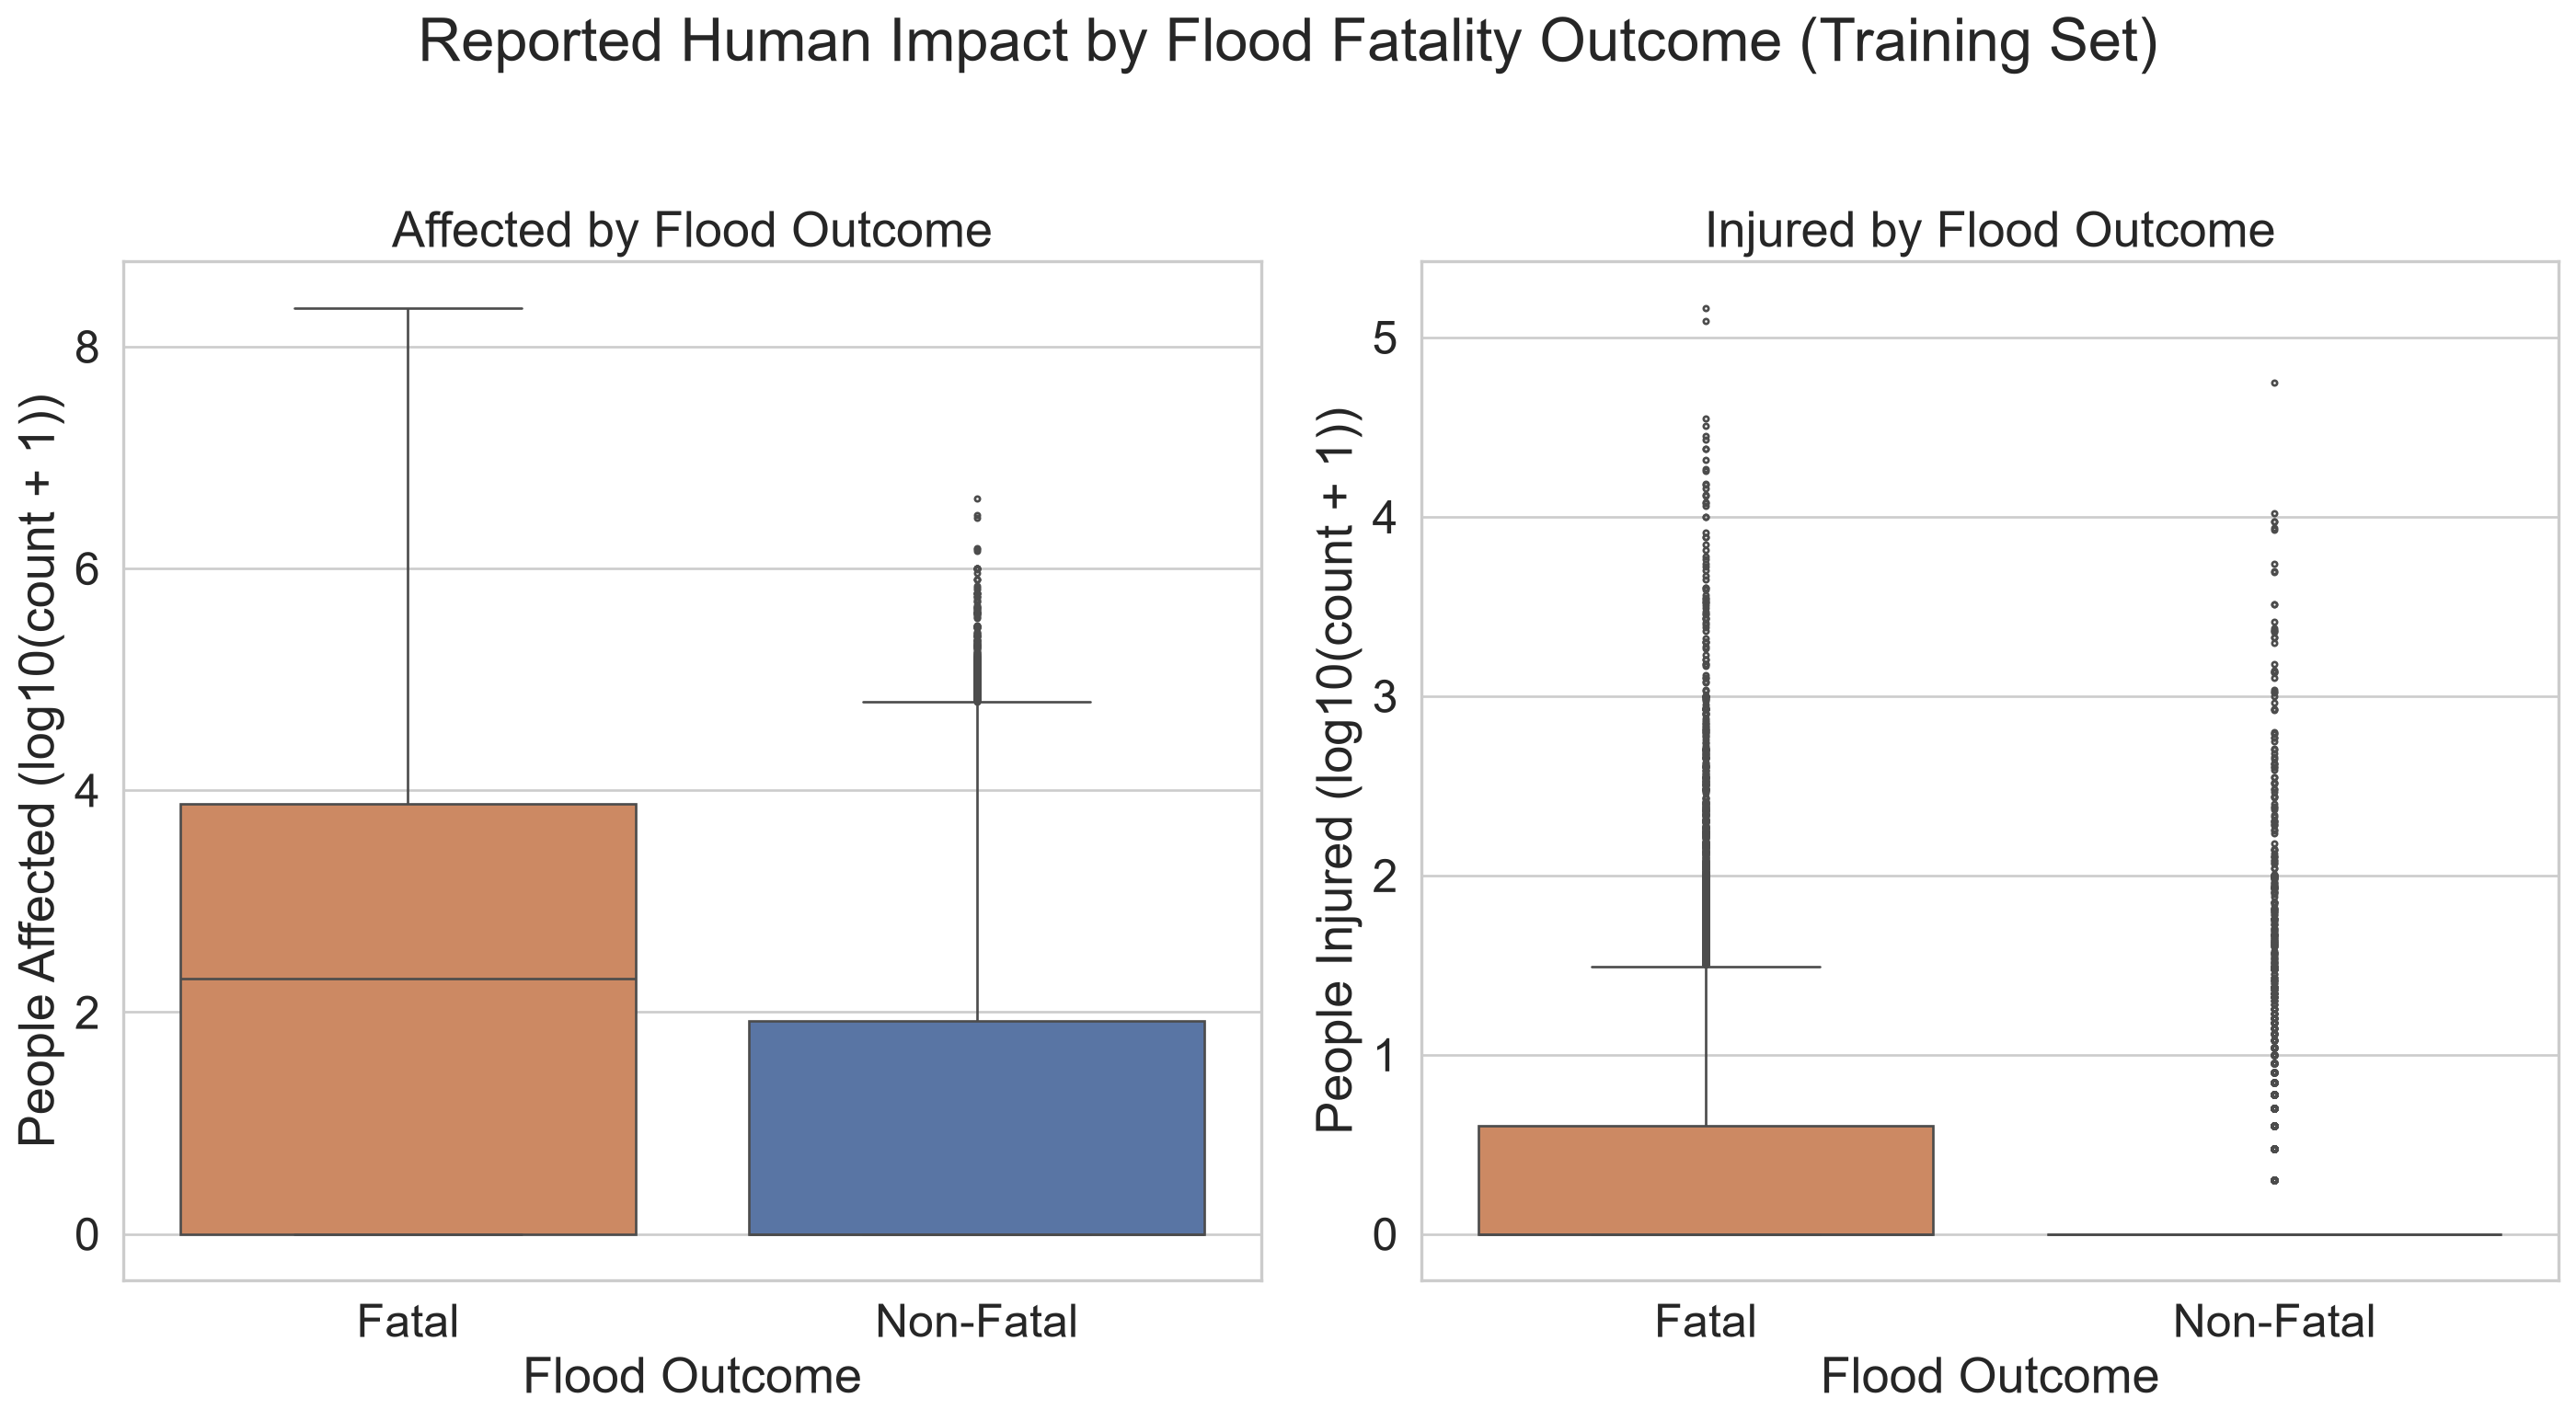 Reported Human Impact by Flood Fatality Outcome (Training Set)
Affected by Flood Outcome
People Affected (log10(count + 1))
8
6
4
2
0
Fatal
Non-Fatal
Flood Outcome
Injured by Flood Outcome
People Injured (log10(count + 1))
5
4
3
2
1
0
Fatal
Non-Fatal
Flood Outcome